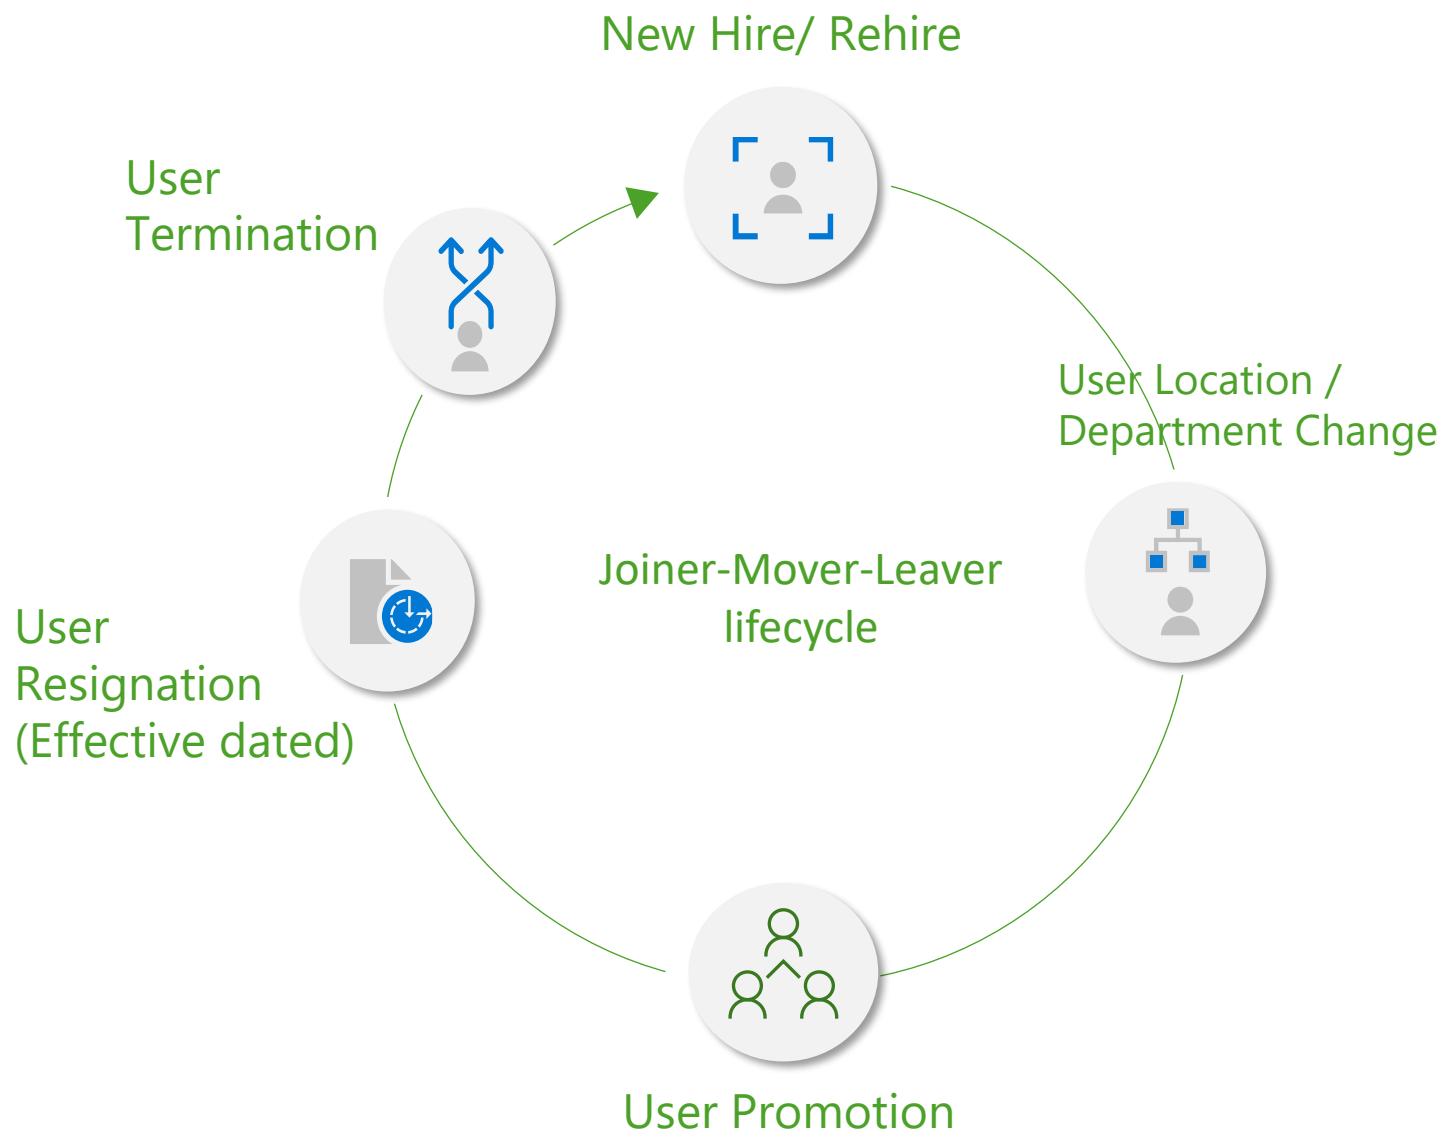 New Hire/ Rehire
User
Termination
User Location /
Department Change
Joiner-Mover-Leaver
lifecycle
User
Resignation
(Effective dated)
User Promotion